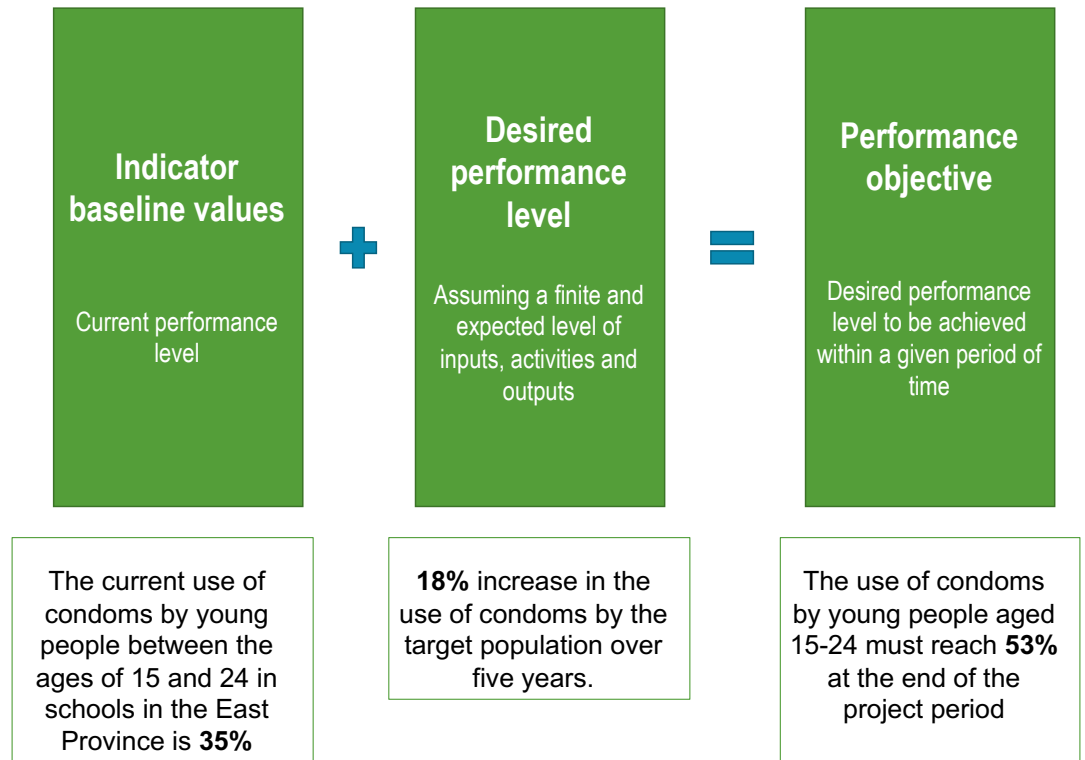 Indicator
baseline values
Current performance
level
+
Desired
performance
level
Assuming a finite and
expected level of
inputs, activities and
outputs
=
Performance
objective
Desired performance
level to be achieved
within a given period of
time
The current use of
condoms by young
people between the
ages of 15 and 24 in
schools in the East
Province is 35%
18% increase in the
use of condoms by the
target population over
five years.
The use of condoms
by young people aged
15-24 must reach 53%
at the end of the
project period